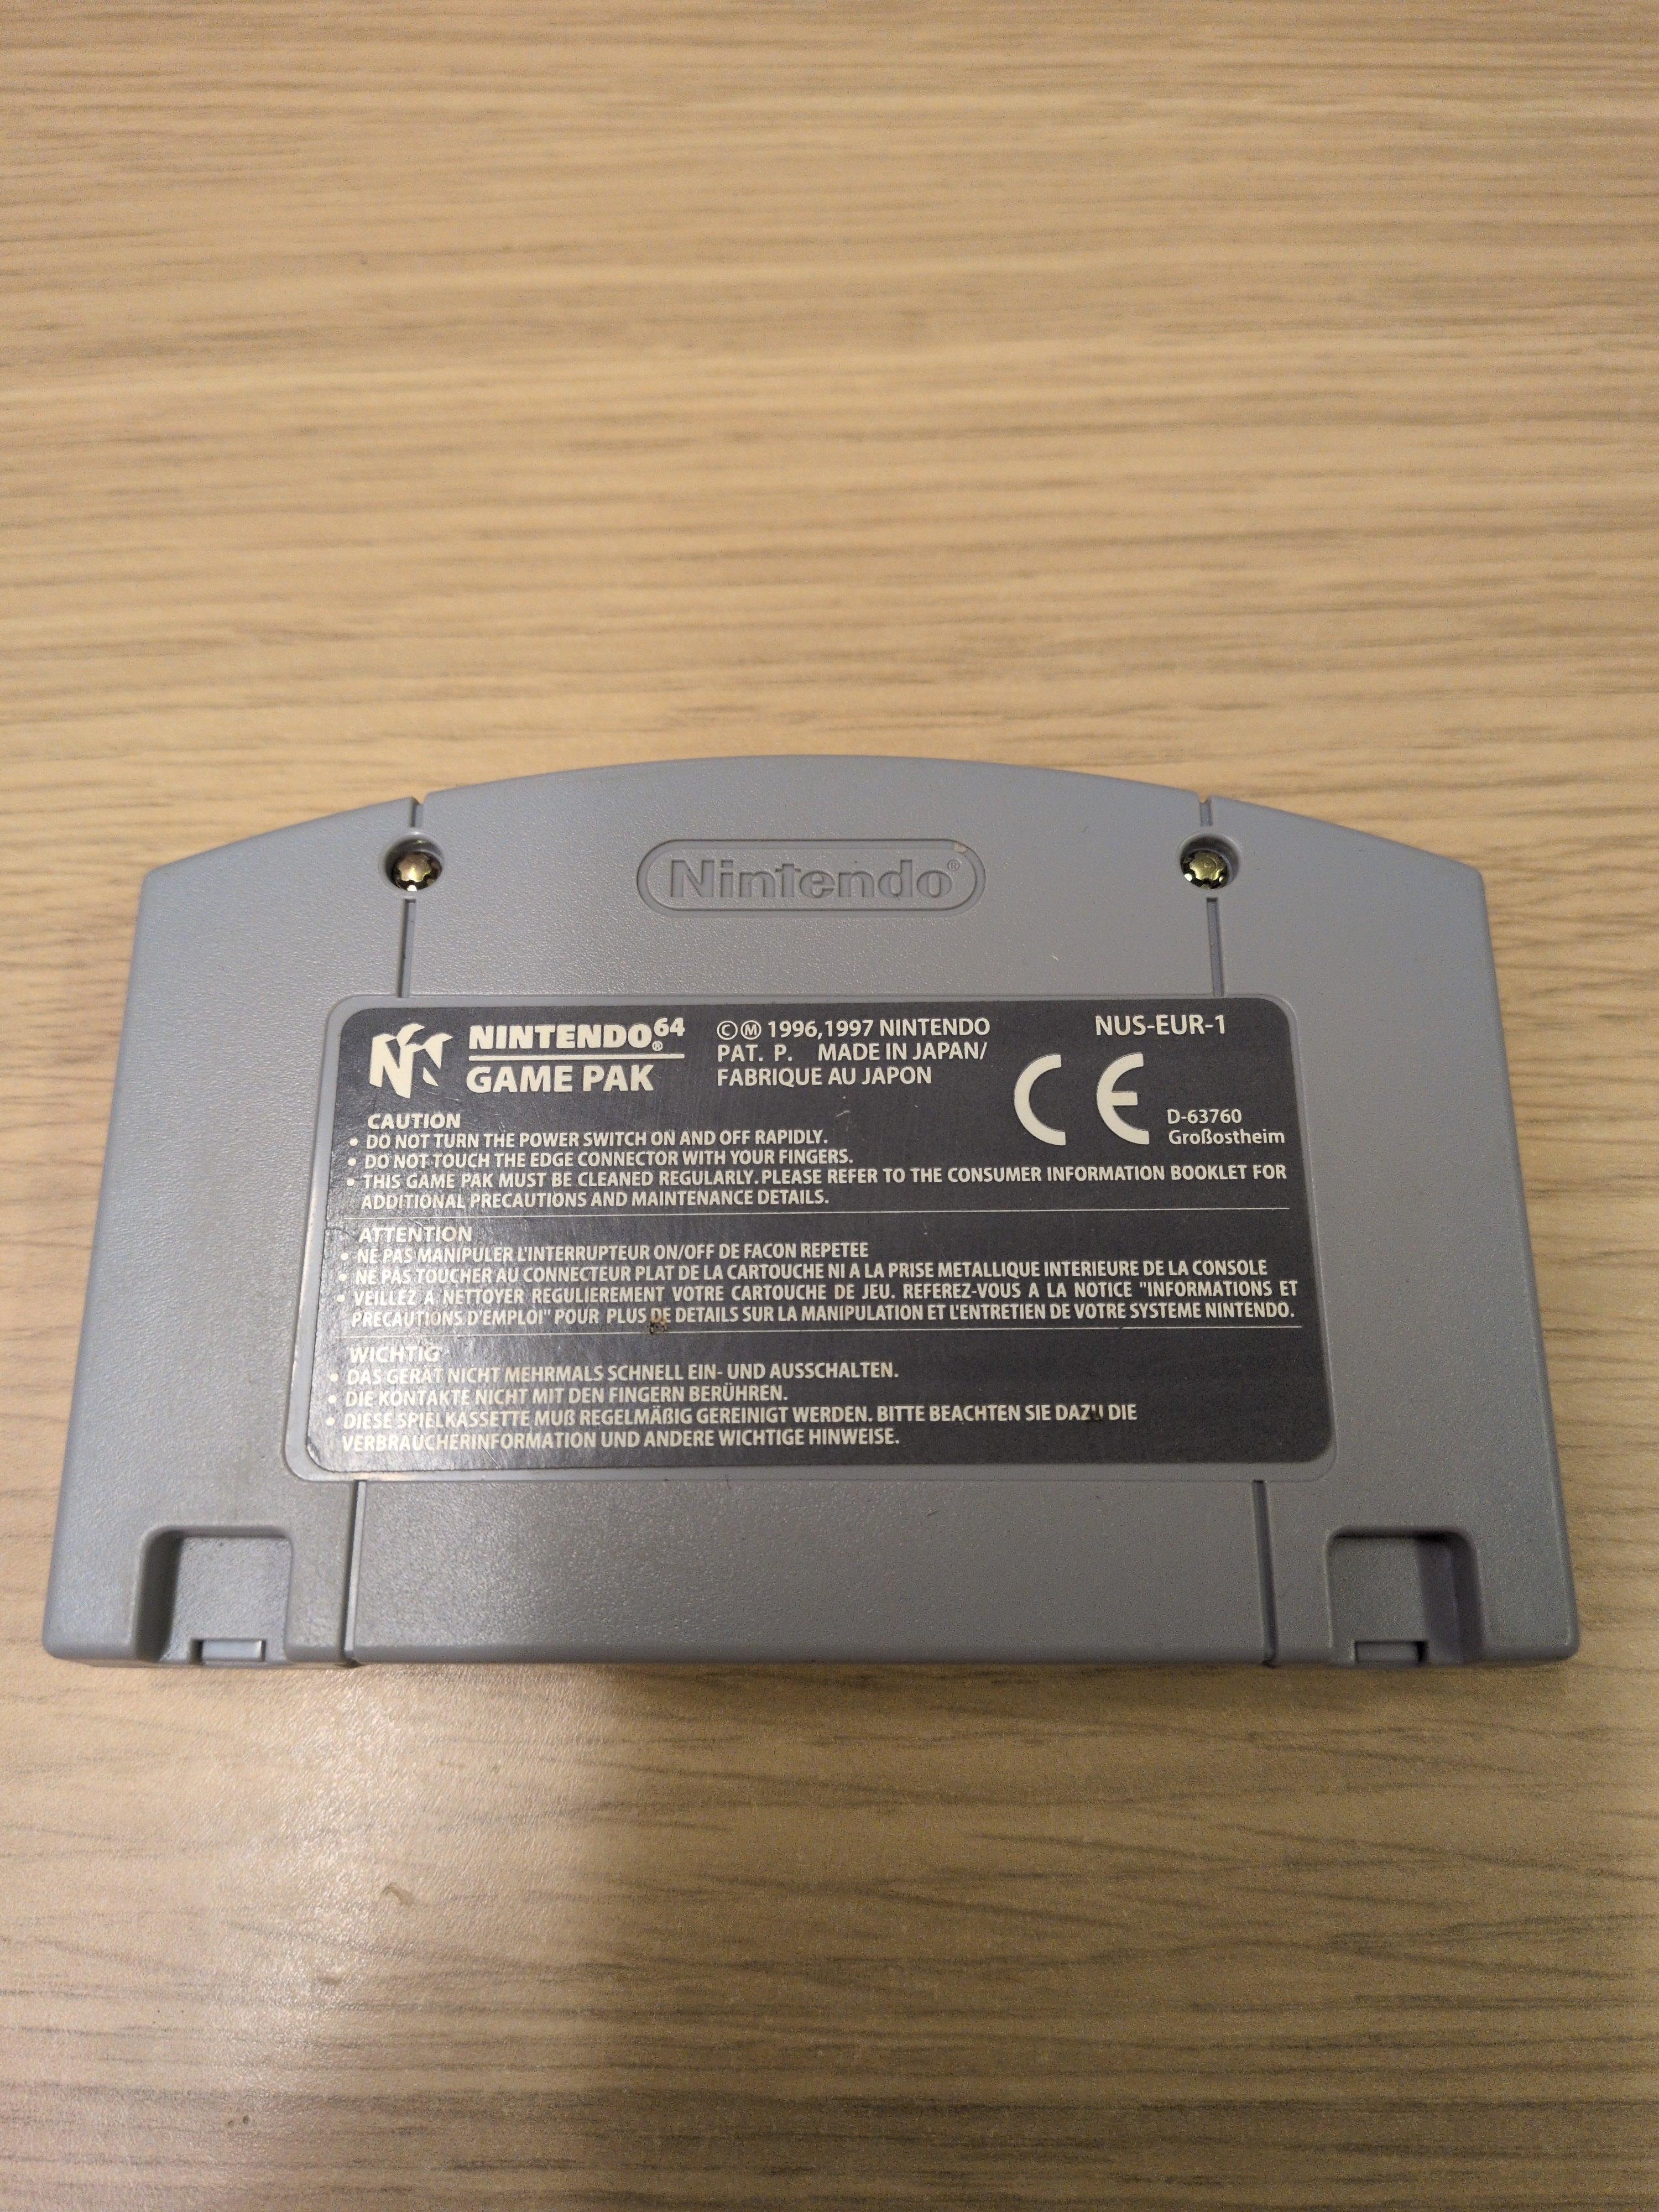 Nintendo®
NINTENDO64®
GAME PAK
©Ⓜ 1996,1997 NINTENDO
PAT. P. MADE IN JAPAN/
FABRIQUE AU JAPON
NUS-EUR-1
CE
D-63760
Großostheim
CAUTION
• DO NOT TURN THE POWER SWITCH ON AND OFF RAPIDLY.
• DO NOT TOUCH THE EDGE CONNECTOR WITH YOUR FINGERS.
• THIS GAME PAK MUST BE CLEANED REGULARLY. PLEASE REFER TO THE CONSUMER INFORMATION BOOKLET FOR
ADDITIONAL PRECAUTIONS AND MAINTENANCE DETAILS.
ATTENTION
• NE PAS MANIPULER L'INTERRUPTEUR ON/OFF DE FACON REPETEE
• NE PAS TOUCHER AU CONNECTEUR PLAT DE LA CARTOUCHE NI A LA PRISE METALLIQUE INTERIEURE DE LA CONSOLE
• VEILLEZ A NETTOYER REGULIEREMENT VOTRE CARTOUCHE DE JEU. REFEREZ-VOUS A LA NOTICE "INFORMATIONS ET
PRECAUTIONS D'EMPLOI" POUR PLUS DE DETAILS SUR LA MANIPULATION ET L'ENTRETIEN DE VOTRE SYSTEME NINTENDO.
WICHTIG
• DAS GERÄT NICHT MEHRMALS SCHNELL EIN- UND AUSSCHALTEN.
• DIE KONTAKTE NICHT MIT DEN FINGERN BERÜHREN.
• DIESE SPIELKASSETTE MUß REGELMÄßIG GEREINIGT WERDEN. BITTE BEACHTEN SIE DAZU DIE
VERBRAUCHERINFORMATION UND ANDERE WICHTIGE HINWEISE.